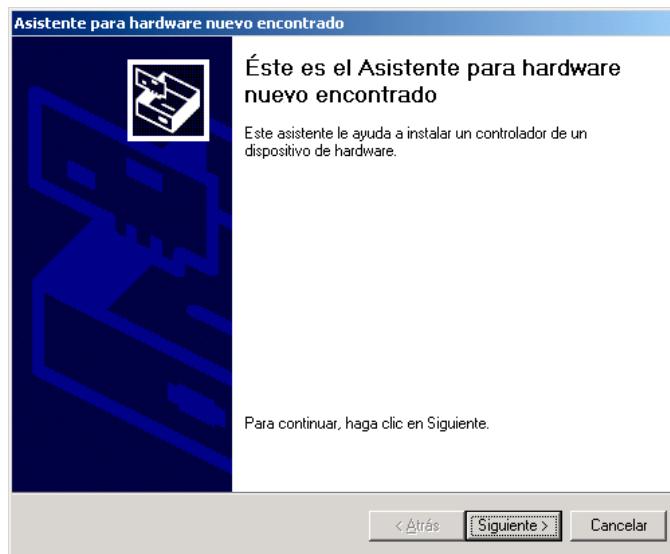 Asistente para hardware nuevo encontrado
Éste es el Asistente para hardware
nuevo encontrado
Este asistente le ayuda a instalar un controlador de un
dispositivo de hardware.
Para continuar, haga clic en Siguiente.
< Atrás
Siguiente >
Cancelar